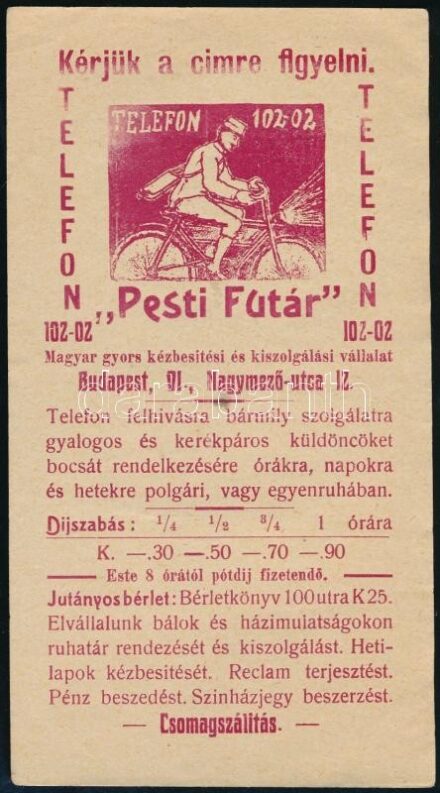 Kérjük a cimre figyelni.
TELEFON
TELEFON 102-02
TELEFON
„Pesti Futár"
102-02
102-02
Magyar gyors kézbesitési és kiszolgálási vállalat
Budapest, VI., Nagymező-utca 12.
darabanth
Telefon felhivásra bármily szolgálatra
gyalogos és kerékpáros küldöncöket
bocsát rendelkezésére órákra, napokra
és hetekre polgári, vagy egyenruhában.
Dijszabás: 1/4 1/2 3/4 1 órára
K. —.30 —.50 —.70 —.90
— Este 8 órától pótdij fizetendő. —
Jutányos bérlet: Bérletkönyv 100 utra K 25.
Elvállalunk bálok és házimulatságokon
ruhatár rendezését és kiszolgálást. Heti-
lapok kézbesitését. Reclam terjesztést.
Pénz beszedést. Szinházjegy beszerzést.
— Csomagszálitás. —